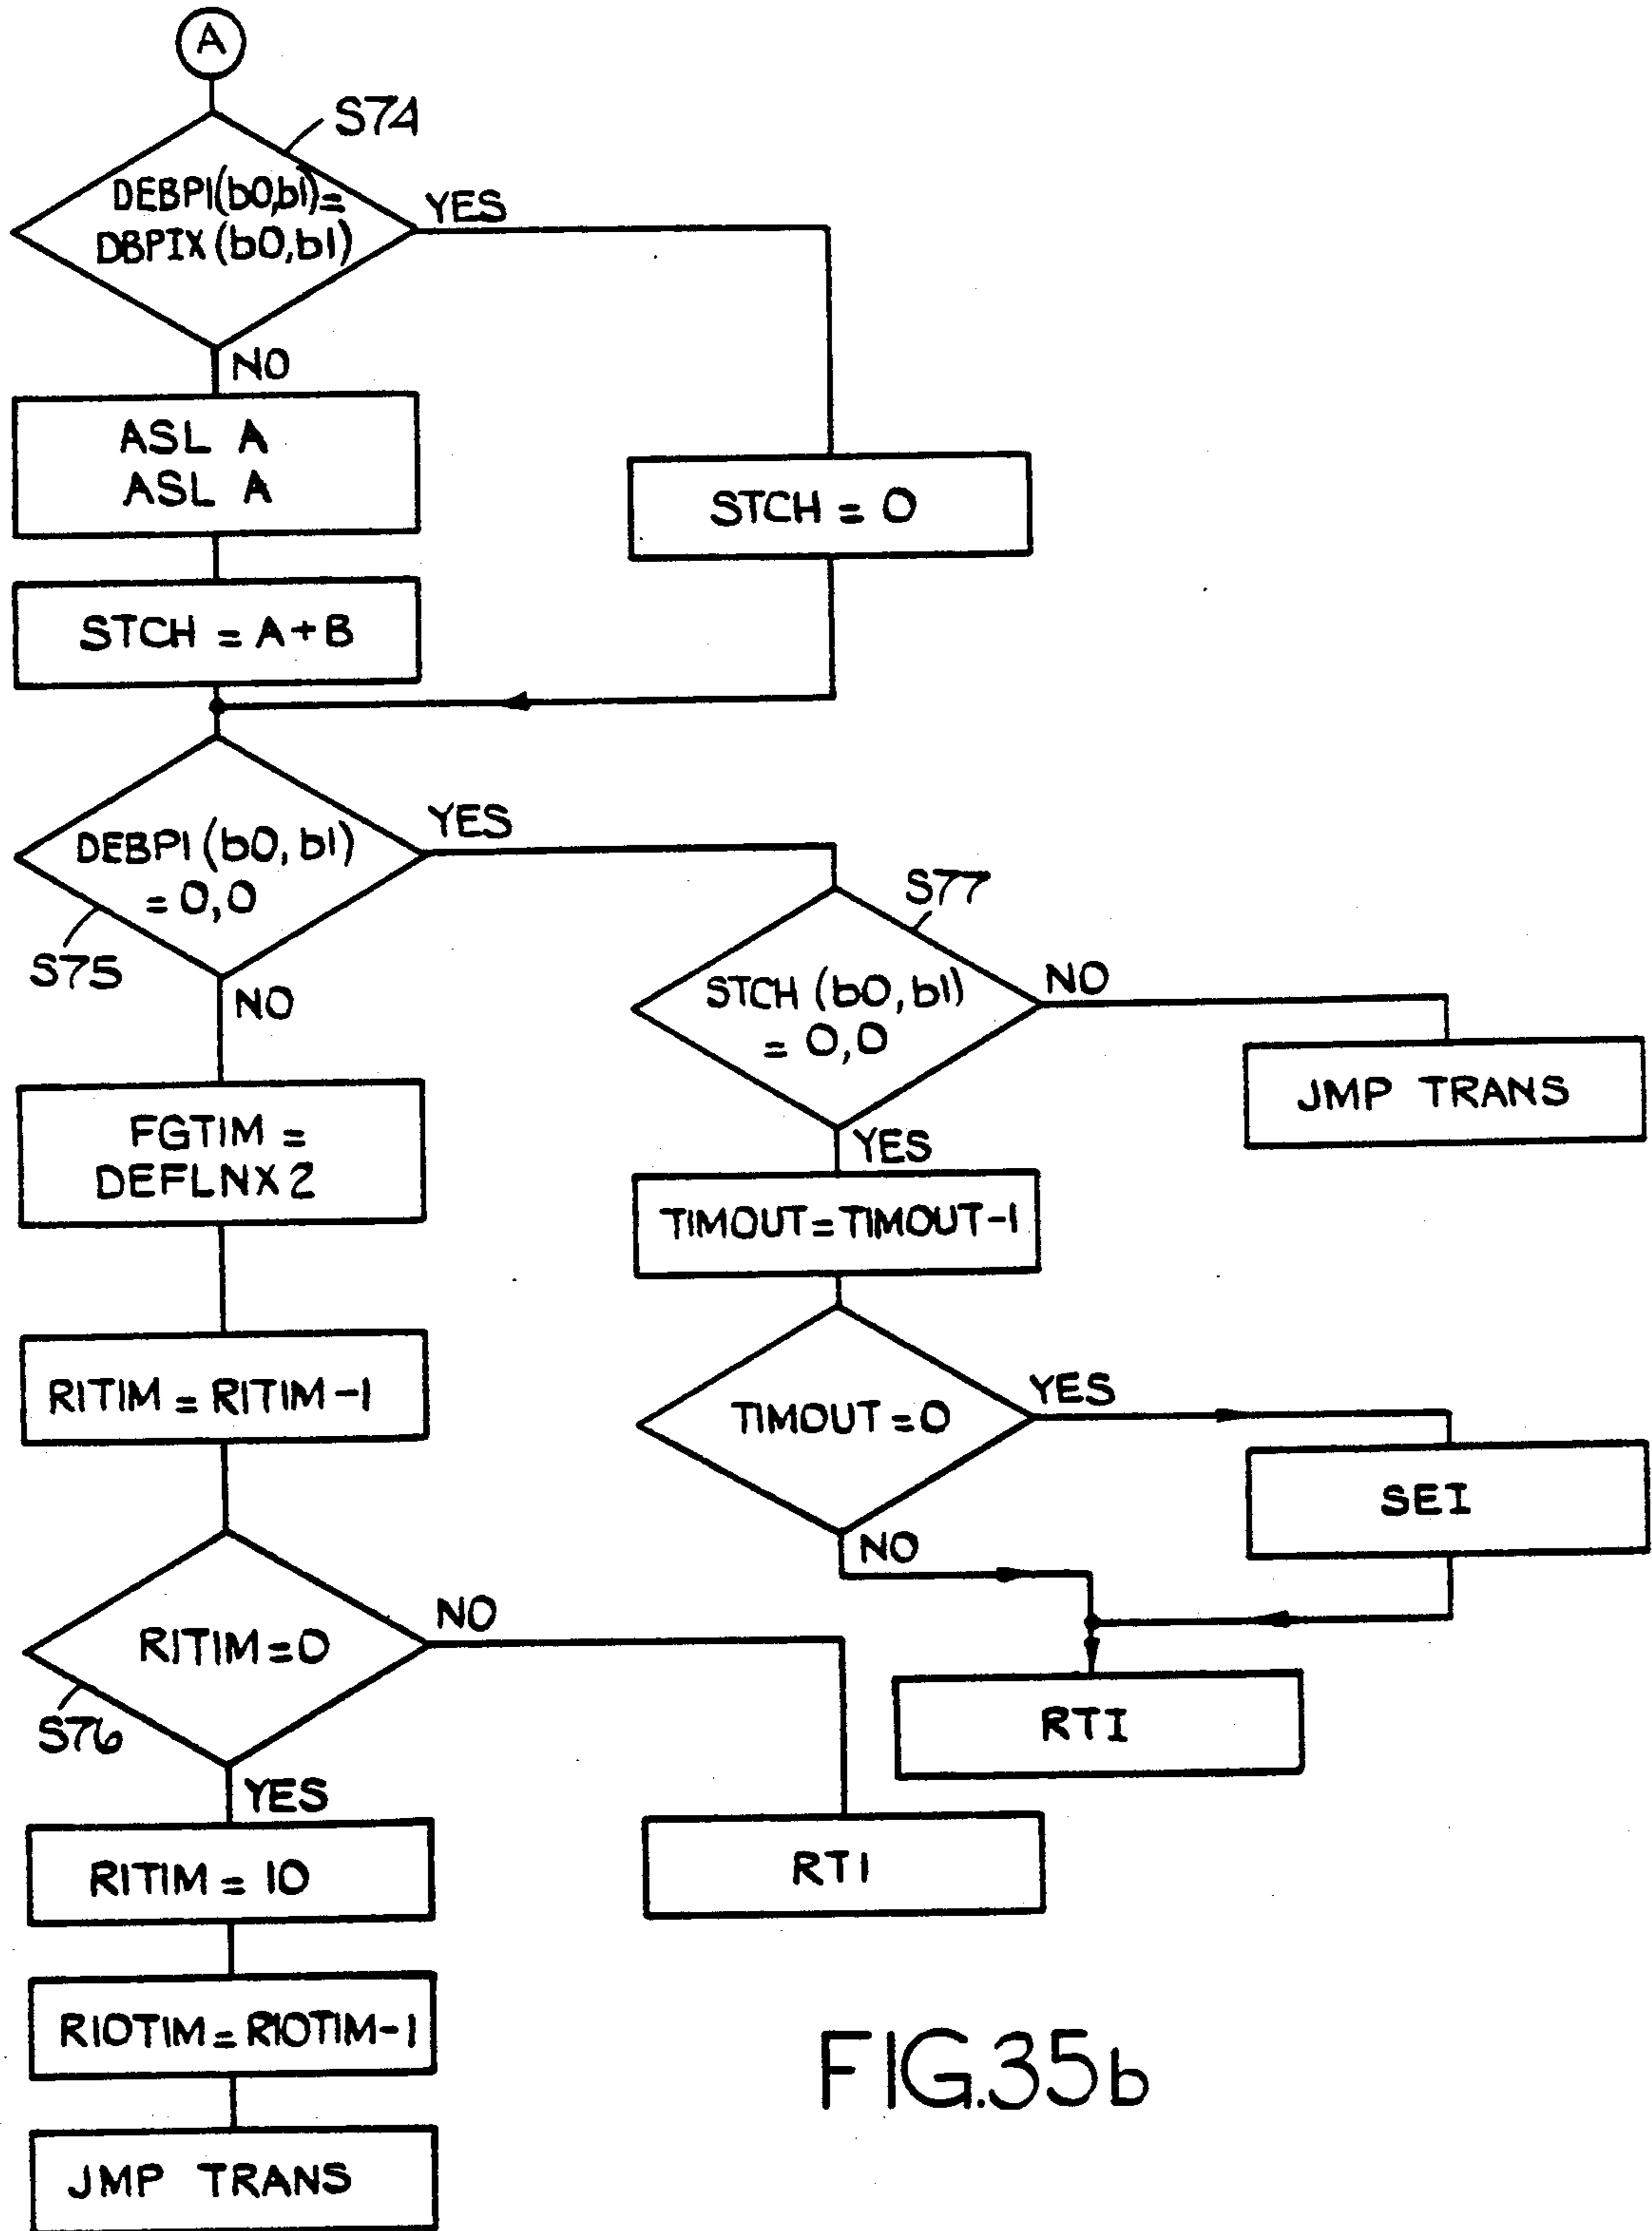 A
S74
DEBPI(b0,b1)=
DBPIX(b0,b1)
YES
NO
ASL A
ASL A
STCH = 0
STCH = A+B
DEBPI(b0,b1)
= 0,0
YES
S75
NO
S77
STCH (b0,b1)
= 0,0
NO
JMP TRANS
YES
FGTIM =
DEFLNX2
TIMOUT=TIMOUT-1
RITIM = RITIM-1
TIMOUT=0
YES
SEI
NO
RITIM=0
NO
S76
RTI
YES
RITIM = 10
RTI
RIOTIM=RIOTIM-1
JMP TRANS
FIG.35b